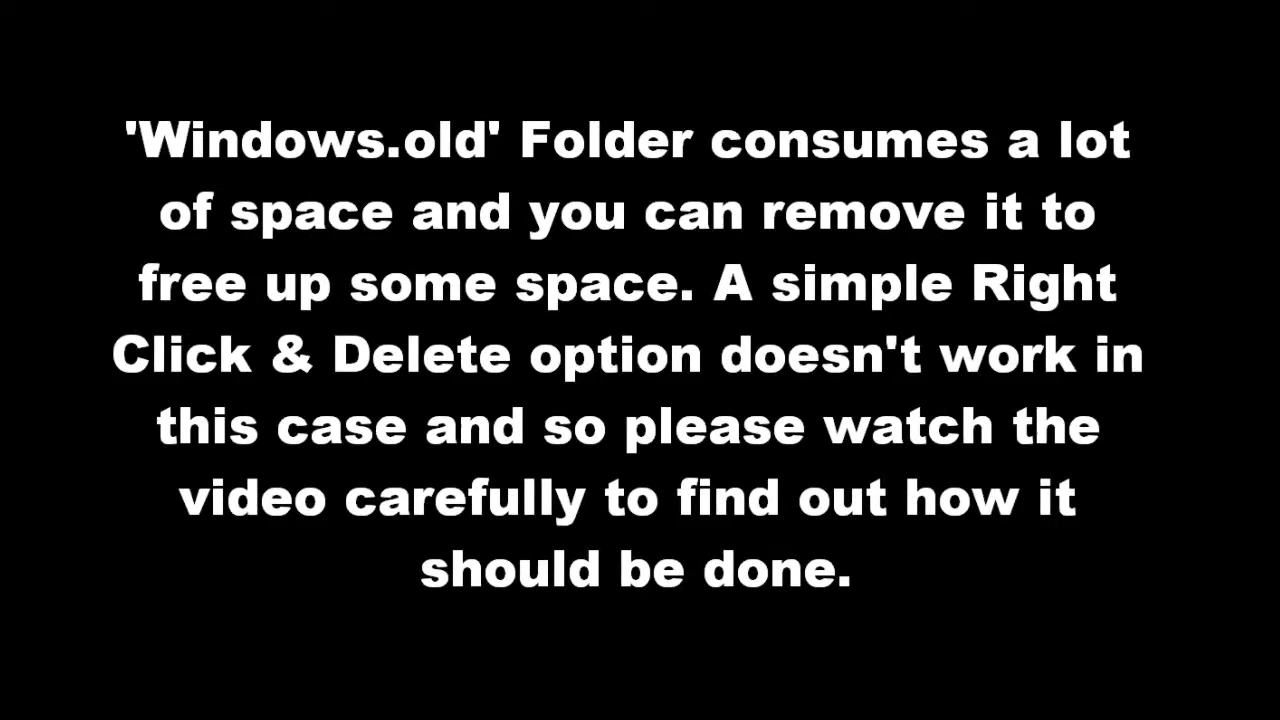 'Windows.old' Folder consumes a lot
of space and you can remove it to
free up some space. A simple Right
Click & Delete option doesn't work in
this case and so please watch the
video carefully to find out how it
should be done.